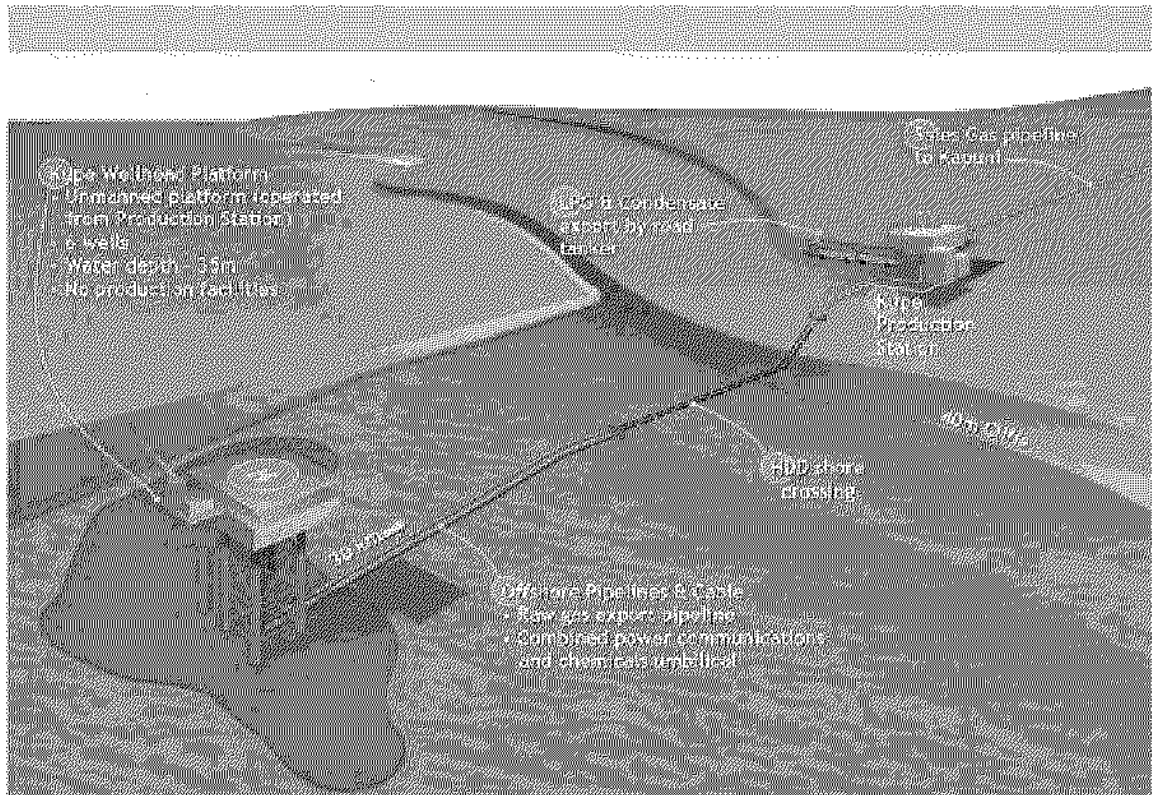 Kupe Wellhead Platform
- Unmanned platform (operated
from Production Station)
- 6 wells
- Water depth - 35m
- No production facilities
LPG & Condensate
export by road
tanker
Sales Gas pipeline
to Kapuni
Kupe
Production
Station
40m Cliffs
HDD shore
crossing
30 km
Offshore Pipelines & Cable
• Raw gas export pipeline
• Combined power communications
and chemicals umbilical